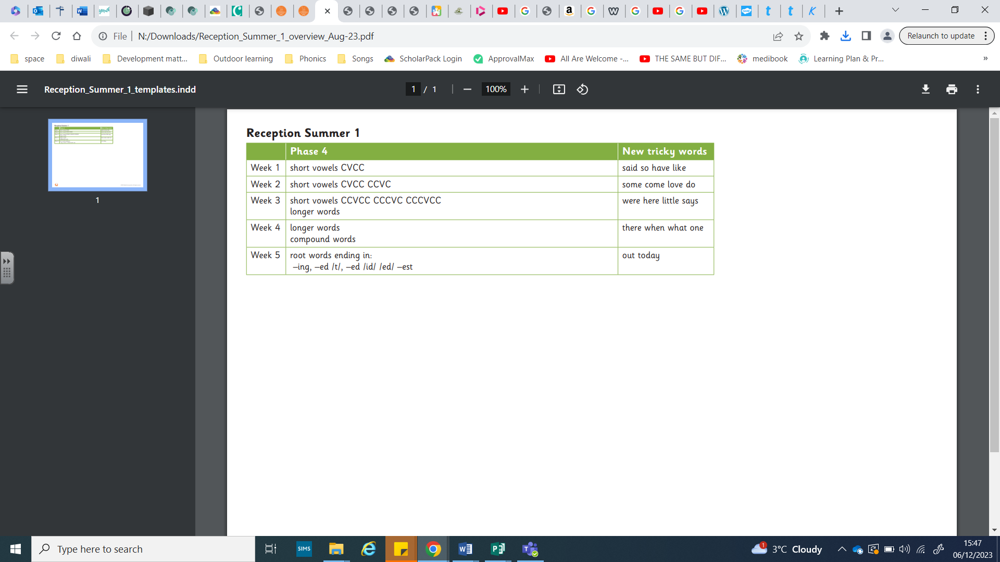 File
N:/Downloads/Reception_Summer_1_overview_Aug-23.pdf
Relaunch to update
space
diwali
Development matt...
Outdoor learning
Phonics
Songs
ScholarPack Login
ApprovalMax
All Are Welcome -...
THE SAME BUT DIF...
medibook
Learning Plan & Pr...
»
Reception_Summer_1_templates.indd
1 / 1
100%
1
Reception Summer 1
Phase 4 New tricky words
Week 1 short vowels CVCC said so have like
Week 2 short vowels CVCC CCVC some come love do
Week 3 short vowels CCVCC CCCVC CCCVCC were here little says
longer words
Week 4 longer words there when what one
compound words
Week 5 root words ending in: out today
–ing, –ed /t/, –ed /id/ /ed/ –est
Type here to search
SIMS
1
3°C Cloudy
15:47
06/12/2023